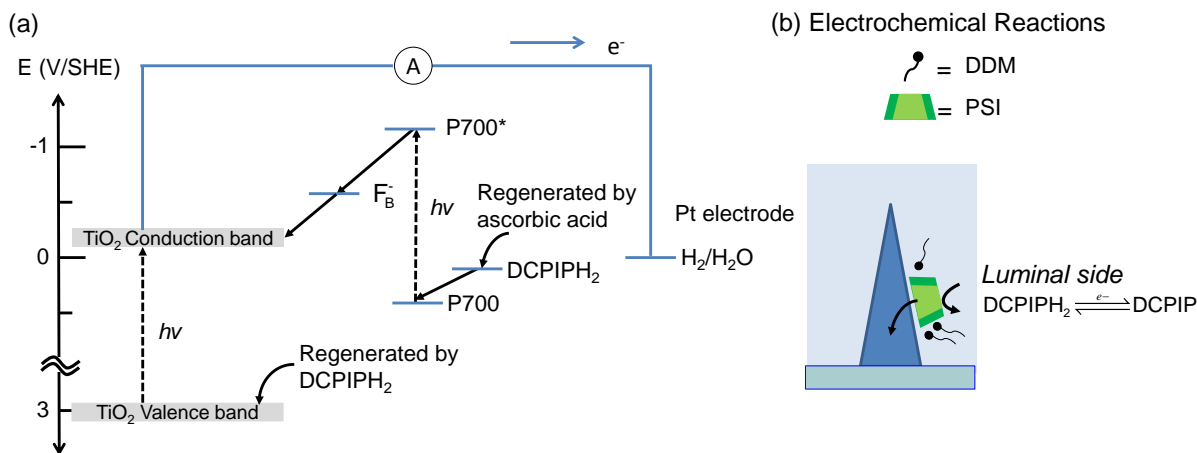 (a)
E (V/SHE)
-1
0
3
A
e-
P700*
F_B^-
hv
Regenerated by
ascorbic acid
DCPIPH2
P700
Pt electrode
H2/H2O
TiO2 Conduction band
hv
Regenerated by
DCPIPH2
TiO2 Valence band
(b) Electrochemical Reactions
= DDM
= PSI
Luminal side
DCPIPH2 e− ⇌ DCPIP